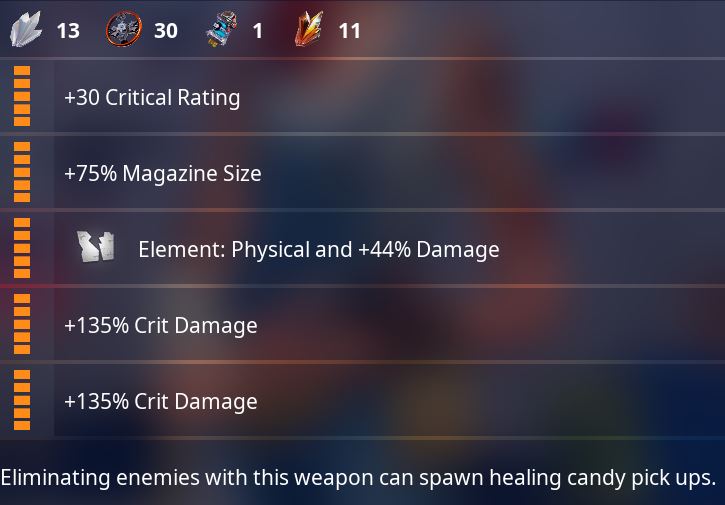 13 30 1 11
+30 Critical Rating
+75% Magazine Size
Element: Physical and +44% Damage
+135% Crit Damage
+135% Crit Damage
Eliminating enemies with this weapon can spawn healing candy pick ups.